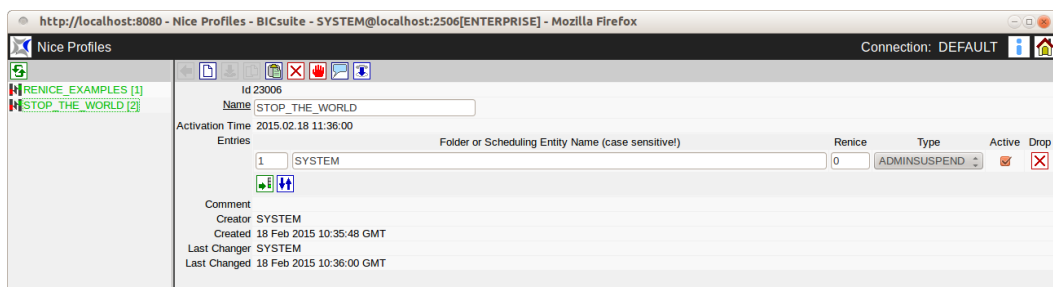 http://localhost:8080 - Nice Profiles - BICsuite - SYSTEM@localhost:2506[ENTERPRISE] - Mozilla Firefox
Nice Profiles Connection: DEFAULT
RENICE_EXAMPLES [1]
STOP_THE_WORLD [2]
Id 23006
Name STOP_THE_WORLD
Activation Time 2015.02.18 11:36:00
Entries Folder or Scheduling Entity Name (case sensitive!) Renice Type Active Drop
1 SYSTEM 0 ADMINSUSPEND
Comment
Creator SYSTEM
Created 18 Feb 2015 10:35:48 GMT
Last Changer SYSTEM
Last Changed 18 Feb 2015 10:36:00 GMT